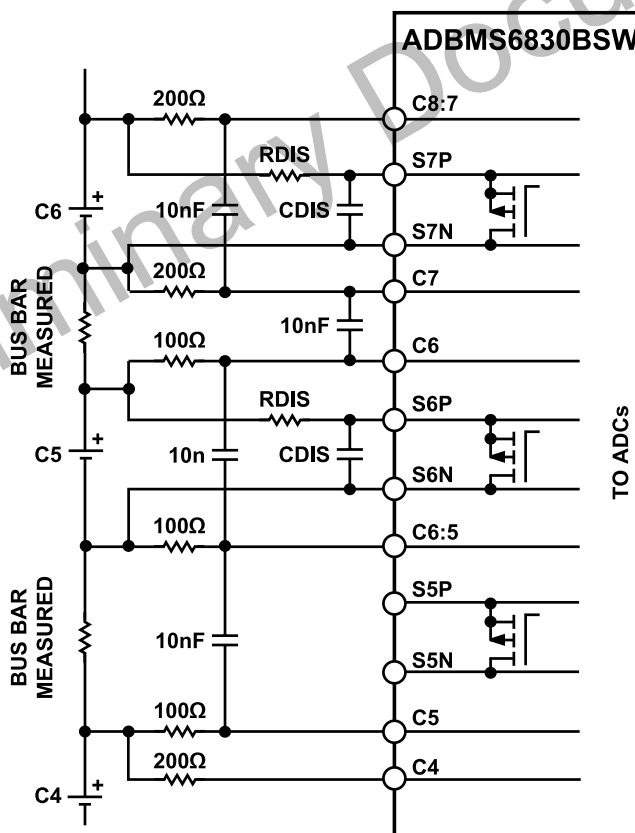 ADBMS6830BSW
200Ω
C8:7
RDIS
S7P
C6
+
10nF
CDIS
S7N
200Ω
C7
BUS BAR
MEASURED
10nF
100Ω
C6
RDIS
S6P
C5
+
10n
CDIS
S6N
TO ADCs
100Ω
C6:5
S5P
BUS BAR
MEASURED
10nF
S5N
100Ω
C5
200Ω
C4
C4
+
minary Docu